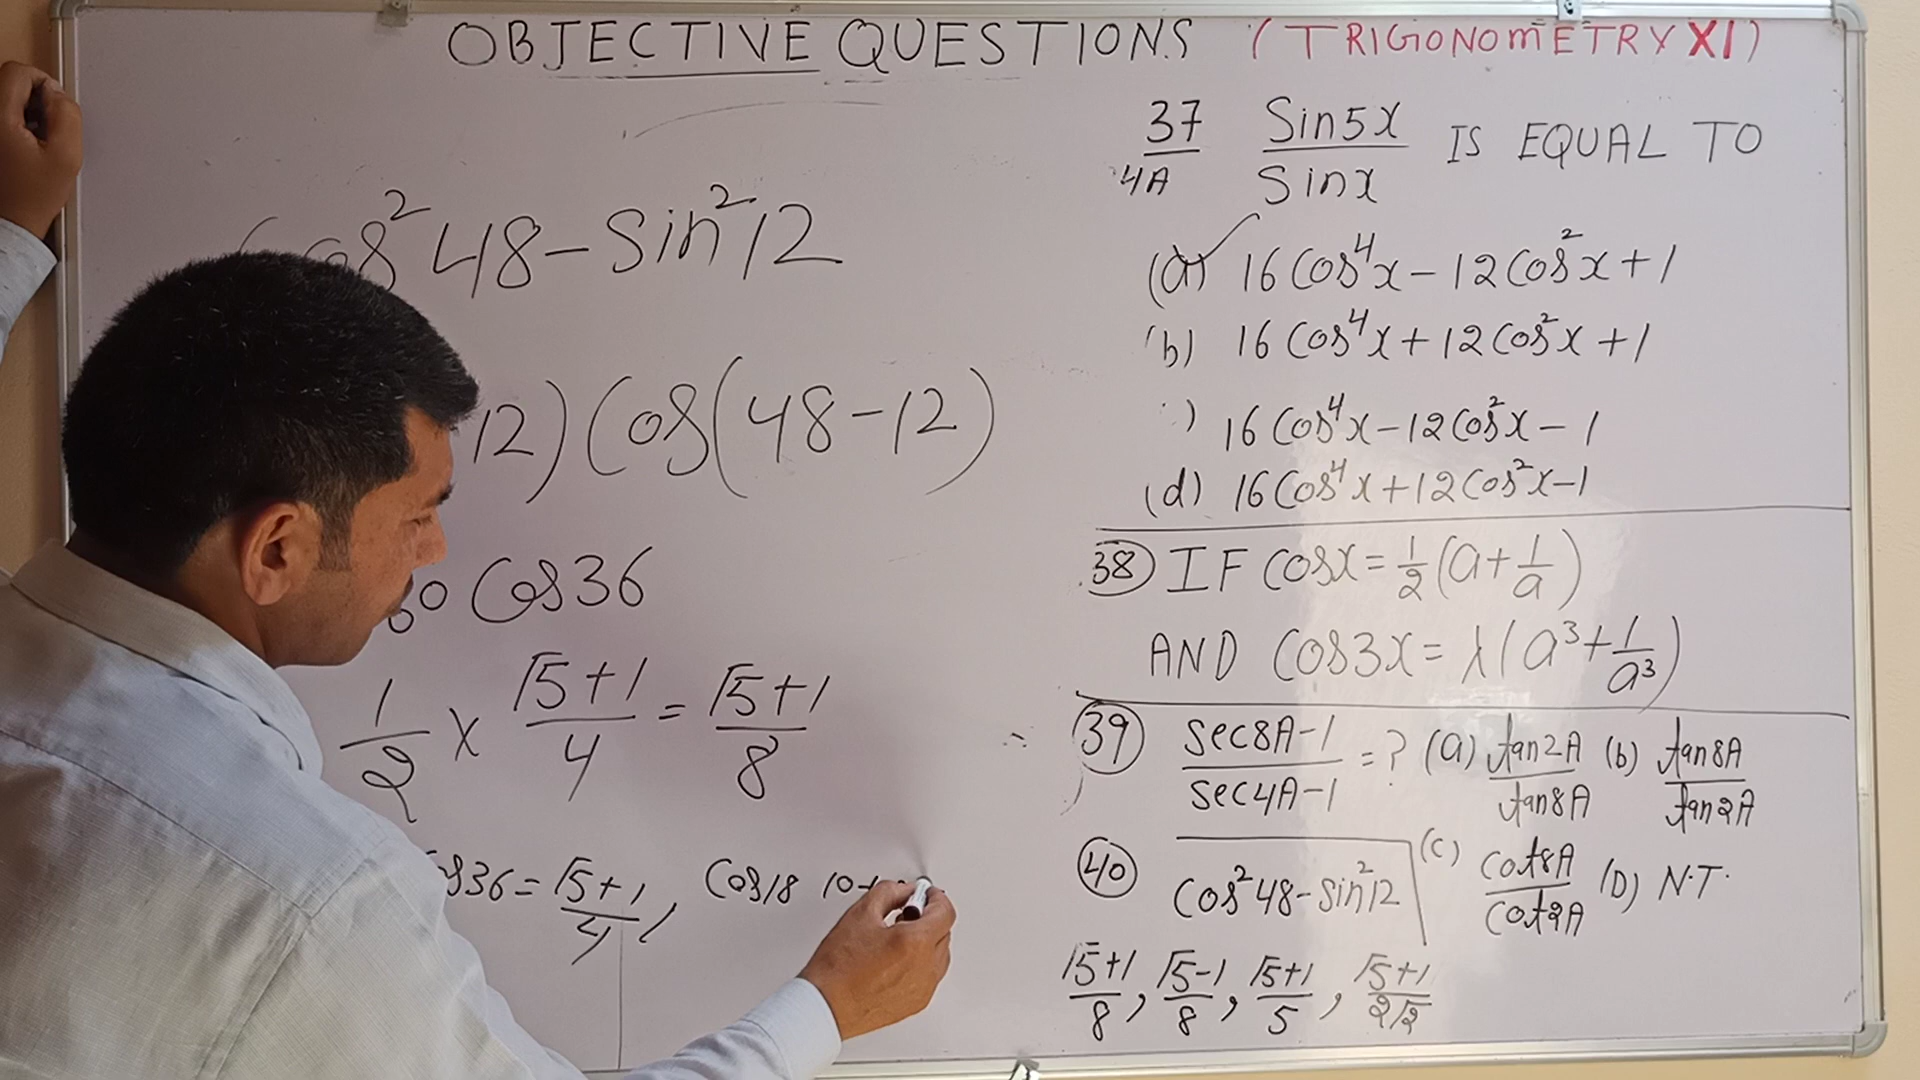 OBJECTIVE QUESTIONS (TRIGONOMETRY XI)
cos²48-sin²12
12) cos(48-12)
60 cos36
1/2 x √5+1/4 = √5+1/8
cos36 = √5+1/4, cos18
37 Sin5x/Sinx IS EQUAL TO
4A
(a) 16cos⁴x-12cos²x+1
(b) 16cos⁴x+12cos²x+1
) 16cos⁴x-12cos²x-1
(d) 16cos⁴x+12cos²x-1
38 IF cosx=1/2(a+1/a)
AND cos3x=λ(a³+1/a³)
39 sec8A-1/sec4A-1 = ? (a) tan2A/tan8A (b) tan8A/tan2A
(c) cot8A/cot2A (D) N.T.
40 cos²48-sin²12
√5+1/8, √5-1/8, √5+1/5, √5+1/2√2